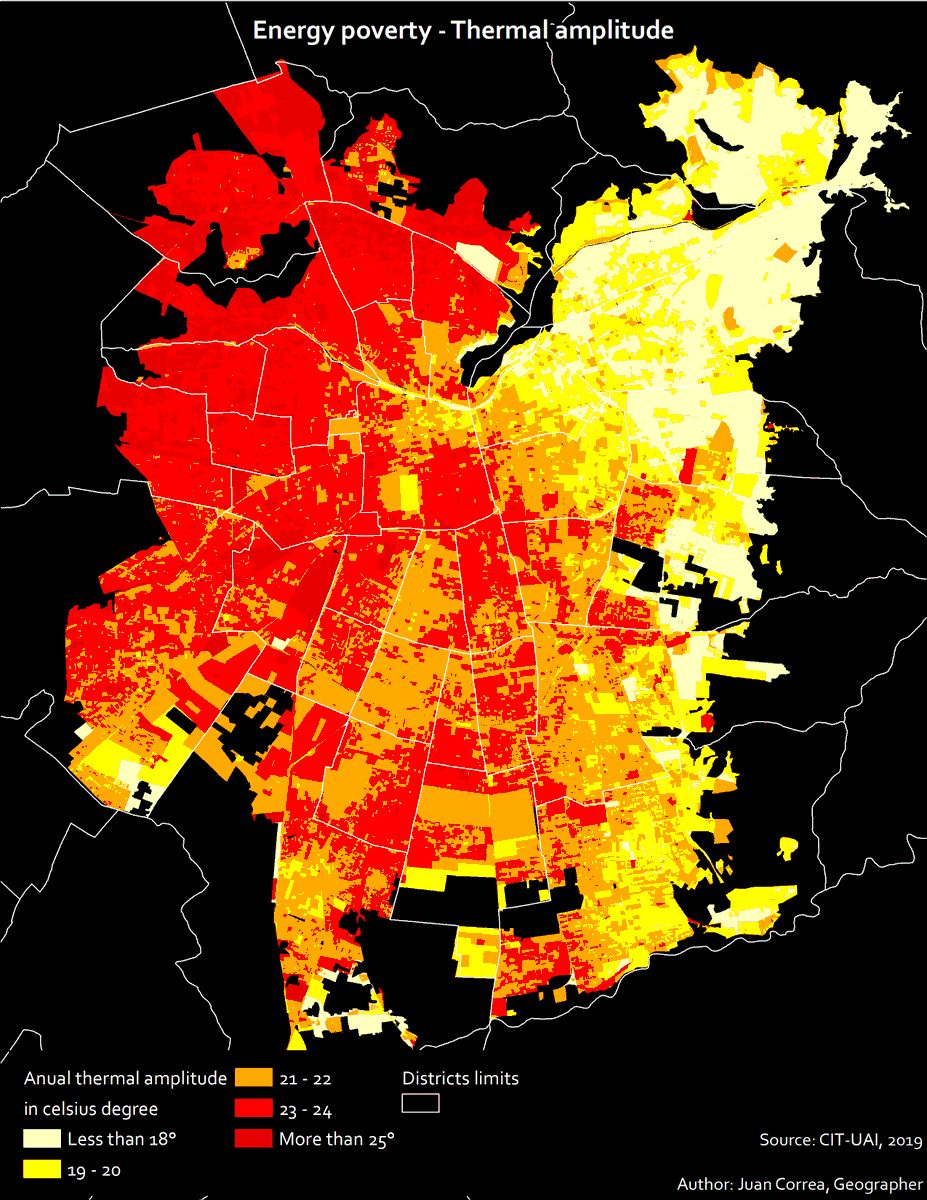 Energy poverty - Thermal amplitude
Anual thermal amplitude
in celsius degree
Less than 18°
19 - 20
21 - 22
23 - 24
More than 25°
Districts limits
Source: CIT-UAI, 2019
Author: Juan Correa, Geographer